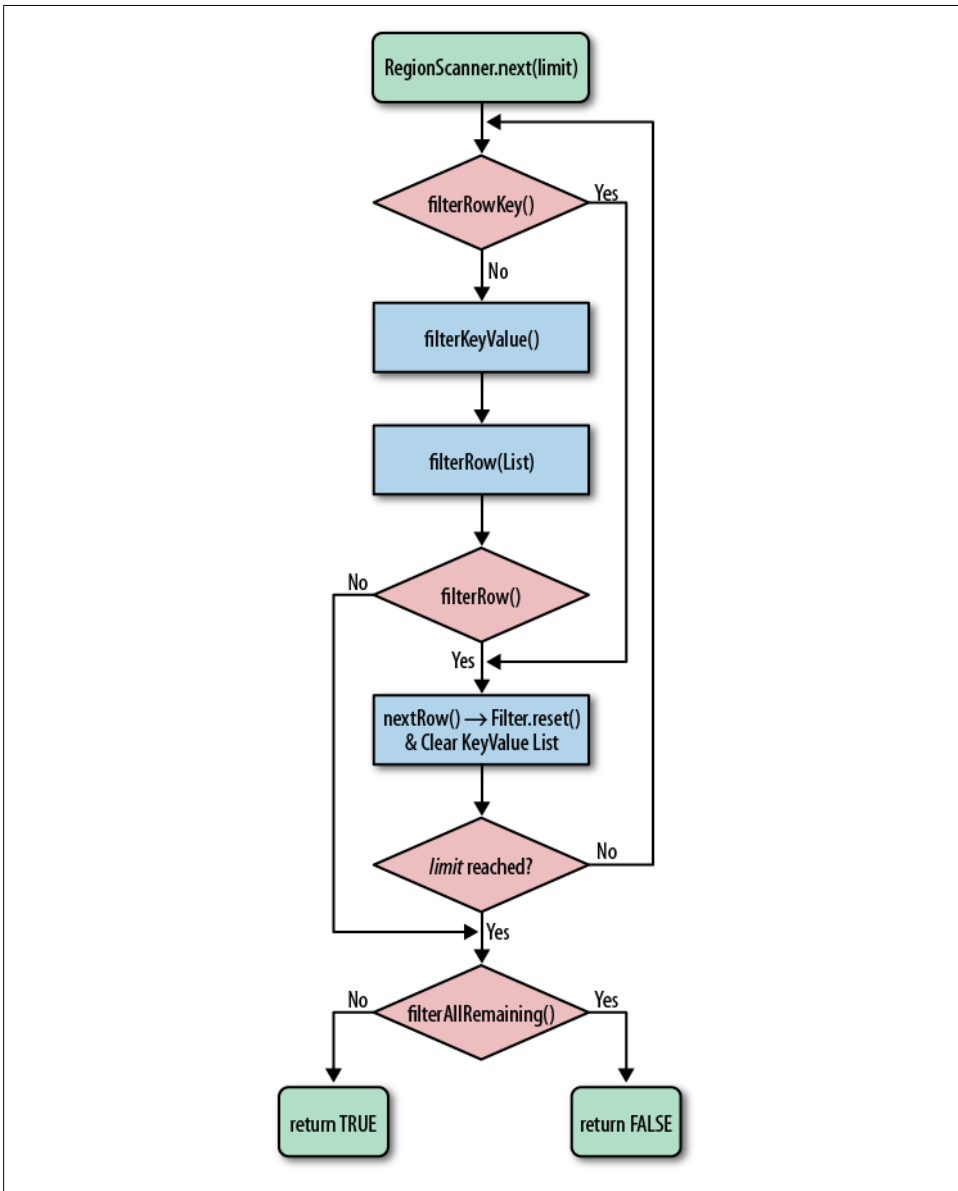 RegionScanner.next(limit)
filterRowKey()
Yes
No
filterKeyValue()
filterRow(List)
No
filterRow()
Yes
nextRow() → Filter.reset()
& Clear KeyValue List
limit reached?
No
Yes
No
filterAllRemaining()
Yes
return TRUE
return FALSE